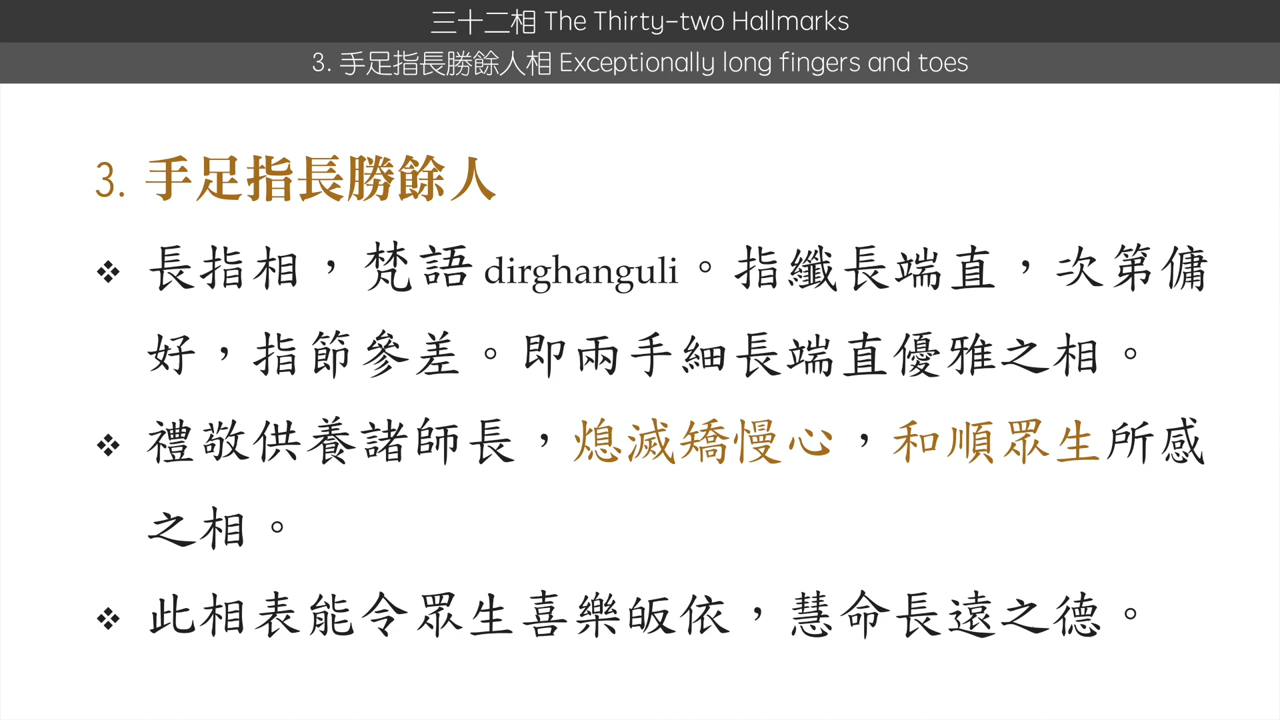 三十二相 The Thirty-two Hallmarks
3. 手足指長勝餘人相 Exceptionally long fingers and toes
3. 手足指長勝餘人
❖ 長指相，梵語 dirghanguli。指纖長端直，次第傭
好，指節參差。即兩手細長端直優雅之相。
❖ 禮敬供養諸師長，熄滅矯慢心，和順眾生所感
之相。
❖ 此相表能令眾生喜樂皈依，慧命長遠之德。